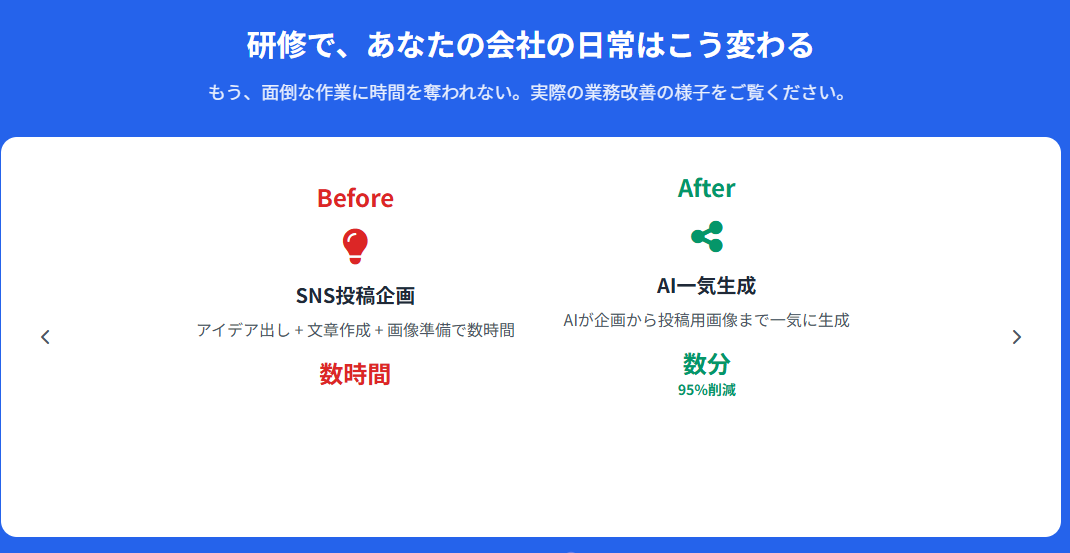 研修で、あなたの会社の日常はこう変わる
もう、面倒な作業に時間を奪われない。実際の業務改善の様子をご覧ください。
Before
SNS投稿企画
アイデア出し + 文章作成 + 画像準備で数時間
数時間
After
AI一気生成
AIが企画から投稿用画像まで一気に生成
数分
95%削減